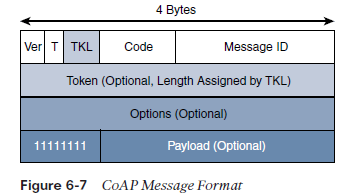 4 Bytes
Ver T TKL Code Message ID
Token (Optional, Length Assigned by TKL)
Options (Optional)
11111111 Payload (Optional)
Figure 6-7 CoAP Message Format